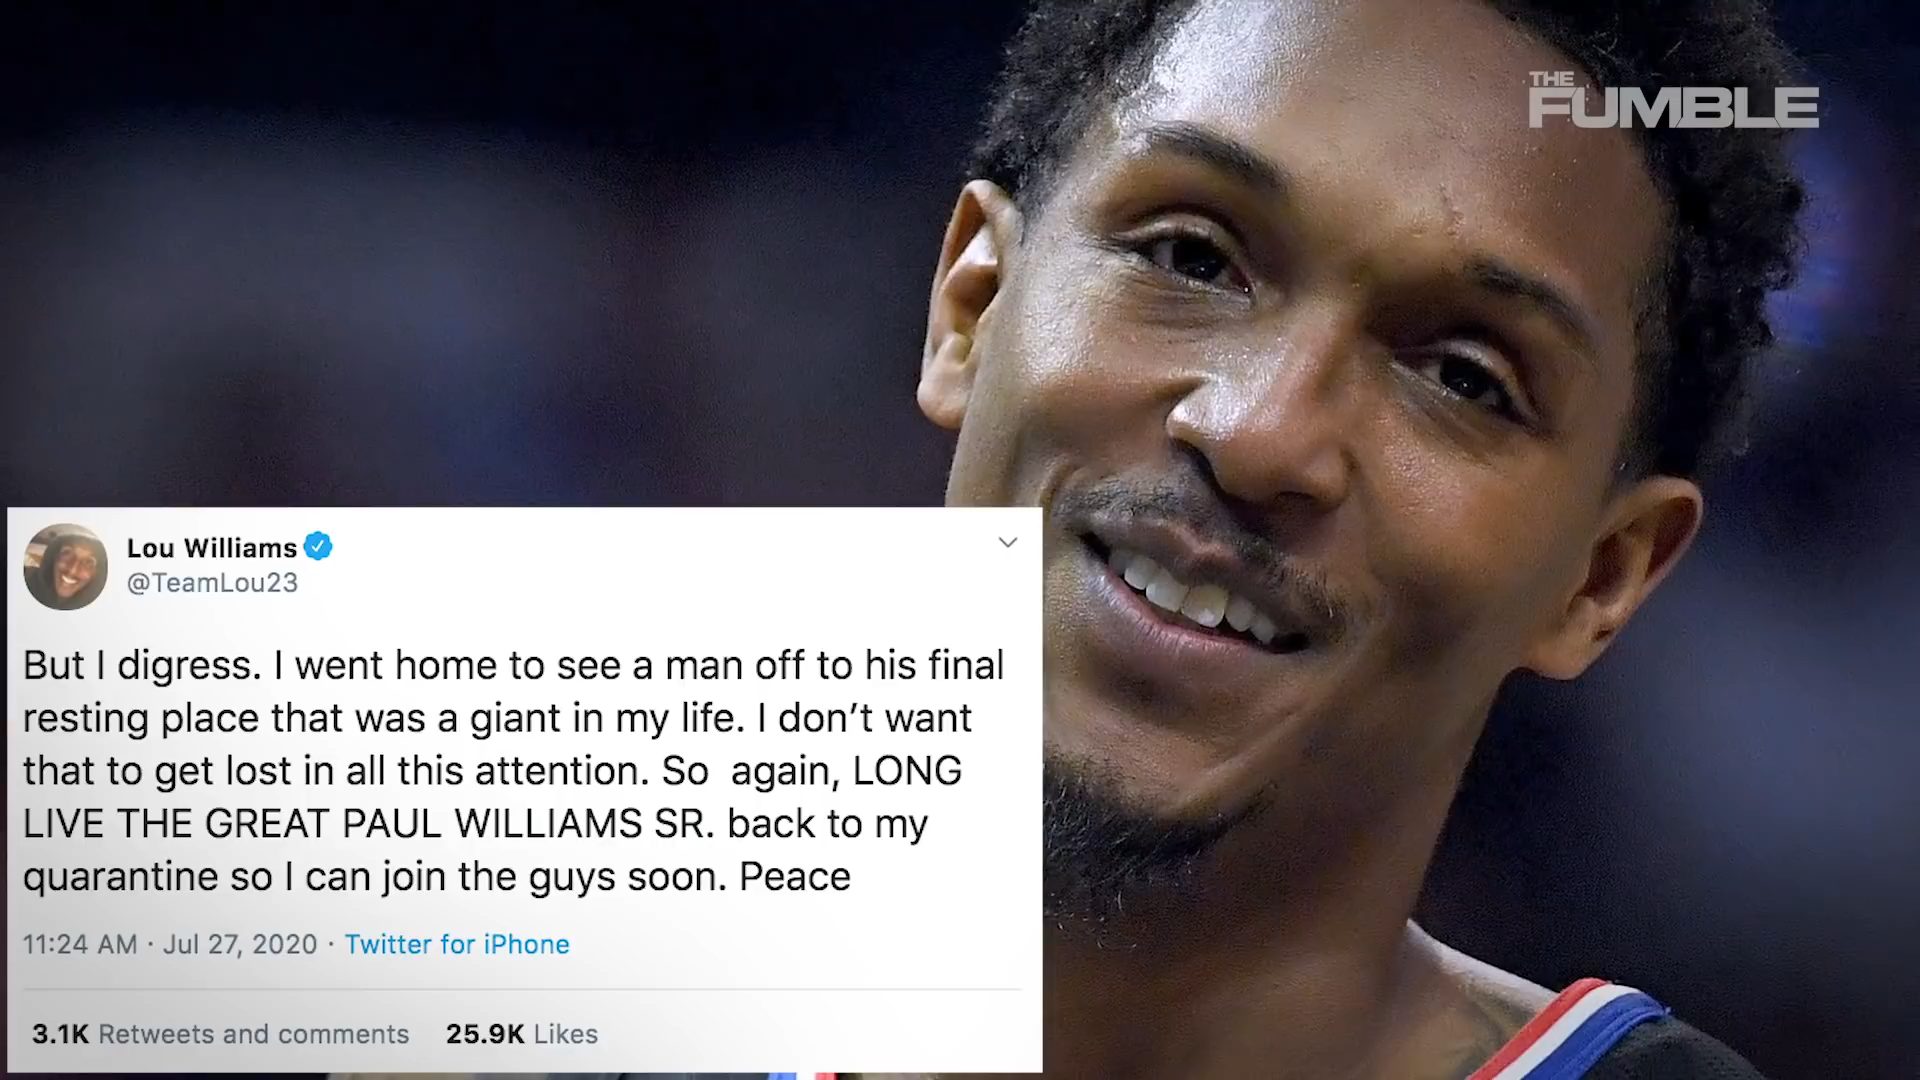 THE
FUMBLE
Lou Williams
@TeamLou23
But I digress. I went home to see a man off to his final
resting place that was a giant in my life. I don’t want
that to get lost in all this attention. So  again, LONG
LIVE THE GREAT PAUL WILLIAMS SR. back to my
quarantine so I can join the guys soon. Peace
11:24 AM · Jul 27, 2020 · Twitter for iPhone
3.1K Retweets and comments 25.9K Likes